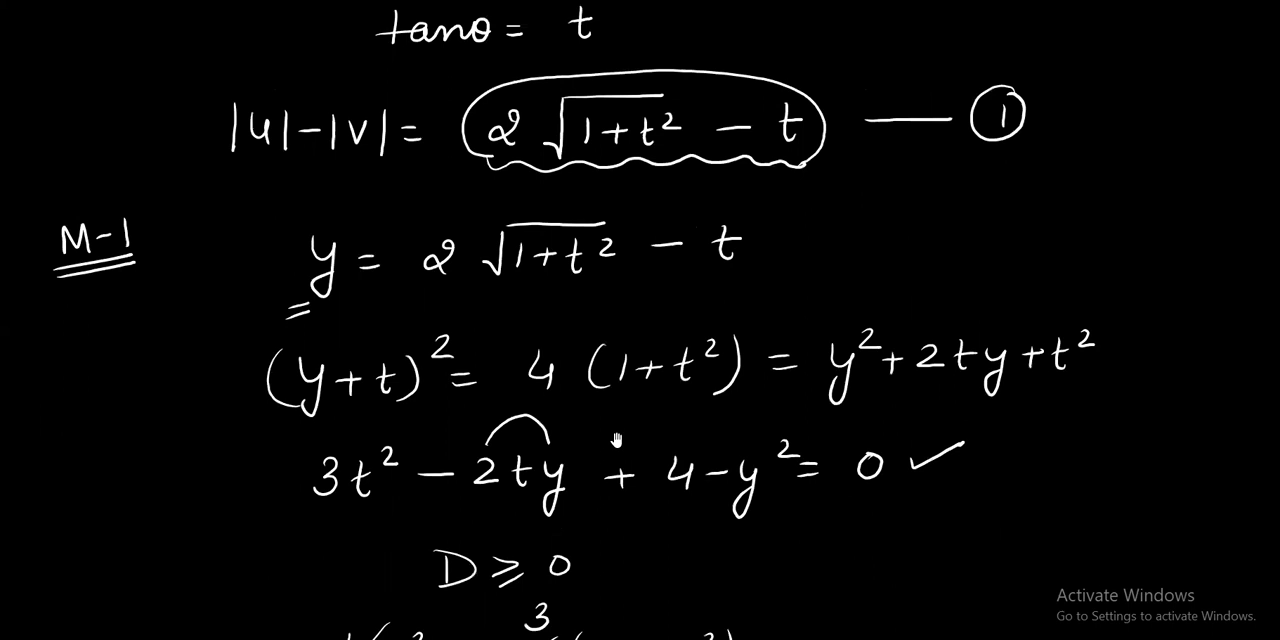 tanθ = t
|u|-|v| = 2 √1+t² - t — ①
M-1
y = 2 √1+t² - t
(y+t)² = 4 (1+t²) = y²+2ty+t²
3t² - 2ty + 4-y² = 0 ✓
D ≥ 0
3
Activate Windows
Go to Settings to activate Windows.